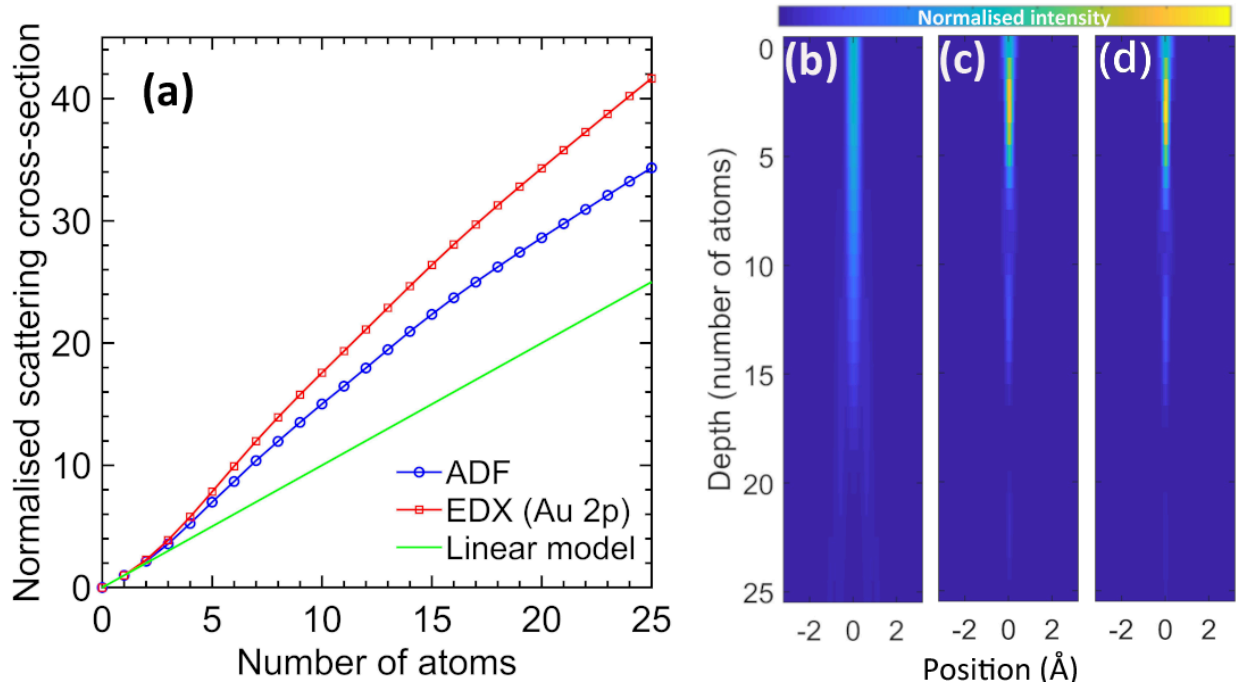 Normalised scattering cross-section
40
30
20
10
0
(a)
ADF
EDX (Au 2p)
Linear model
0 5 10 15 20 25
Number of atoms
Normalised intensity
(b) (c) (d)
Depth (number of atoms)
0
5
10
15
20
25
-2 0 2 -2 0 2 -2 0 2
Position (Å)